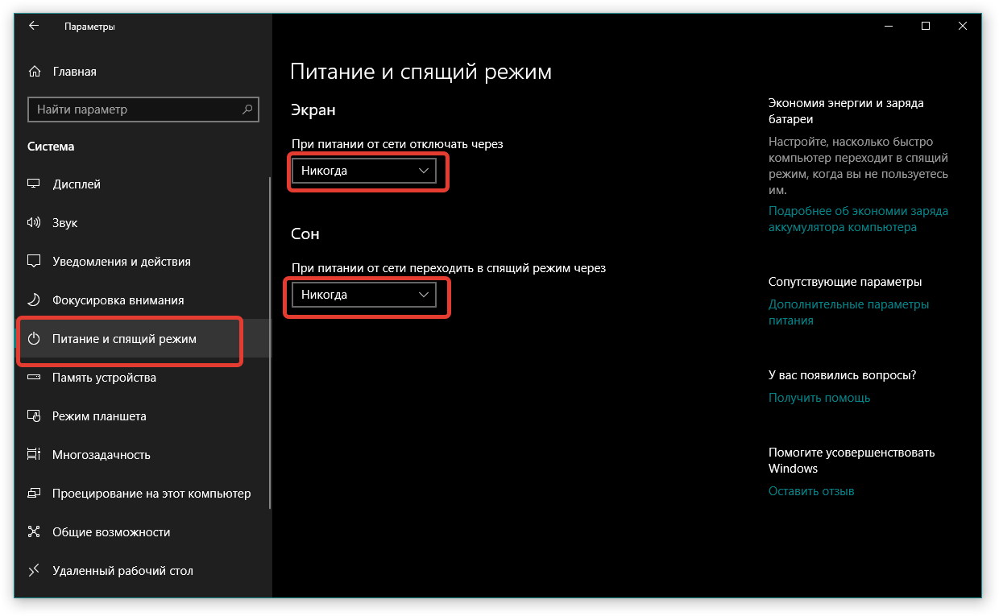 Параметры
Главная
Найти параметр
Система
Дисплей
Звук
Уведомления и действия
Фокусировка внимания
Питание и спящий режим
Память устройства
Режим планшета
Многозадачность
Проецирование на этот компьютер
Общие возможности
Удаленный рабочий стол
Питание и спящий режим
Экран
При питании от сети отключать через
Никогда
Сон
При питании от сети переходить в спящий режим через
Никогда
Экономия энергии и заряда
батареи
Настройте, насколько быстро
компьютер переходит в спящий
режим, когда вы не пользуетесь
им.
Подробнее об экономии заряда
аккумулятора компьютера
Сопутствующие параметры
Дополнительные параметры
питания
У вас появились вопросы?
Получить помощь
Помогите усовершенствовать
Windows
Оставить отзыв